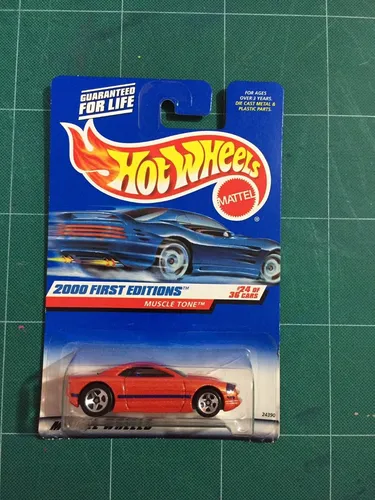 GUARANTEED
FOR LIFE
FOR AGES
OVER 3 YEARS.
DIE CAST METAL &
PLASTIC PARTS.
HOT WHEELS
MATTEL
®
2000 FIRST EDITIONS™
#24 OF
36 CARS
MUSCLE TONE™
24390